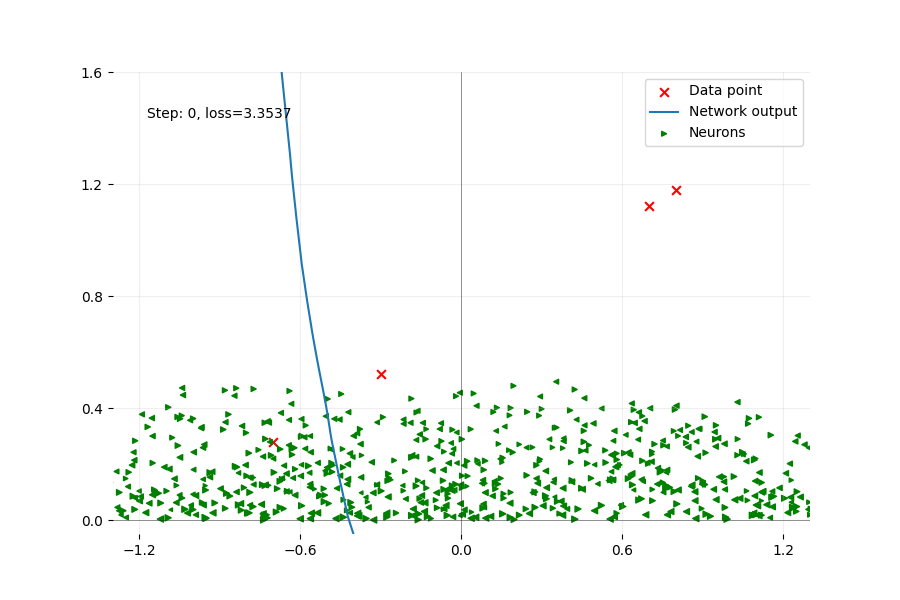 1.6
Step: 0, loss=3.3537
Data point
Network output
Neurons
1.2
0.8
0.4
0.0
−1.2 −0.6 0.0 0.6 1.2